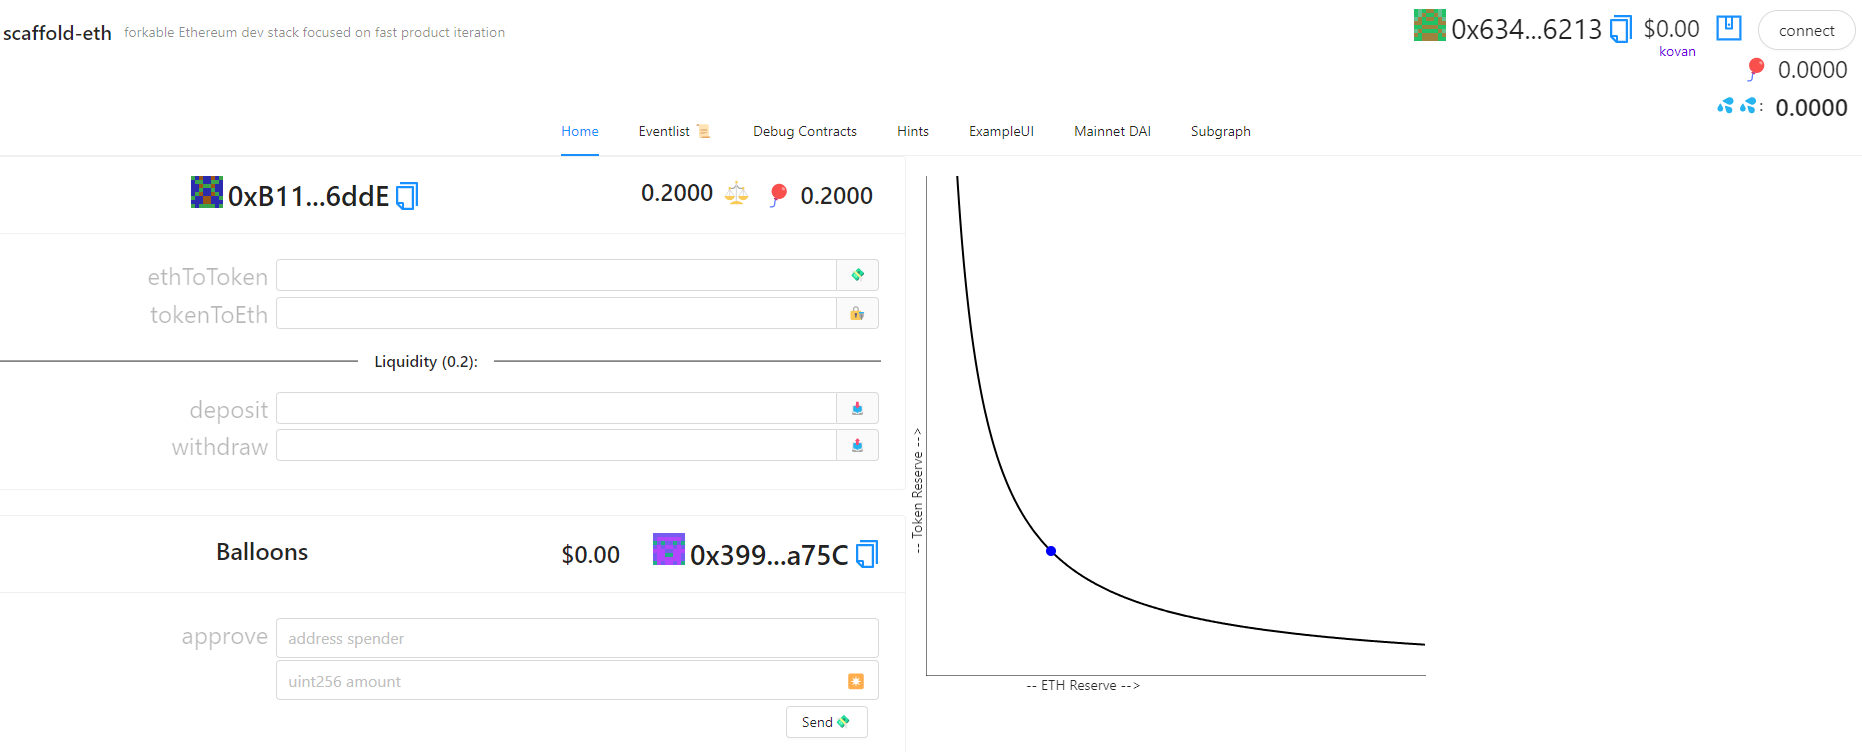 scaffold-eth forkable Ethereum dev stack focused on fast product iteration
0x634...6213 $0.00 connect
kovan
0.0000
: 0.0000
Home Eventlist Debug Contracts Hints ExampleUI Mainnet DAI Subgraph
0xB11...6ddE 0.2000 0.2000
ethToToken
tokenToEth
Liquidity (0.2):
deposit
withdraw
Balloons $0.00 0x399...a75C
approve address spender
uint256 amount
Send
-- Token Reserve -->
-- ETH Reserve -->